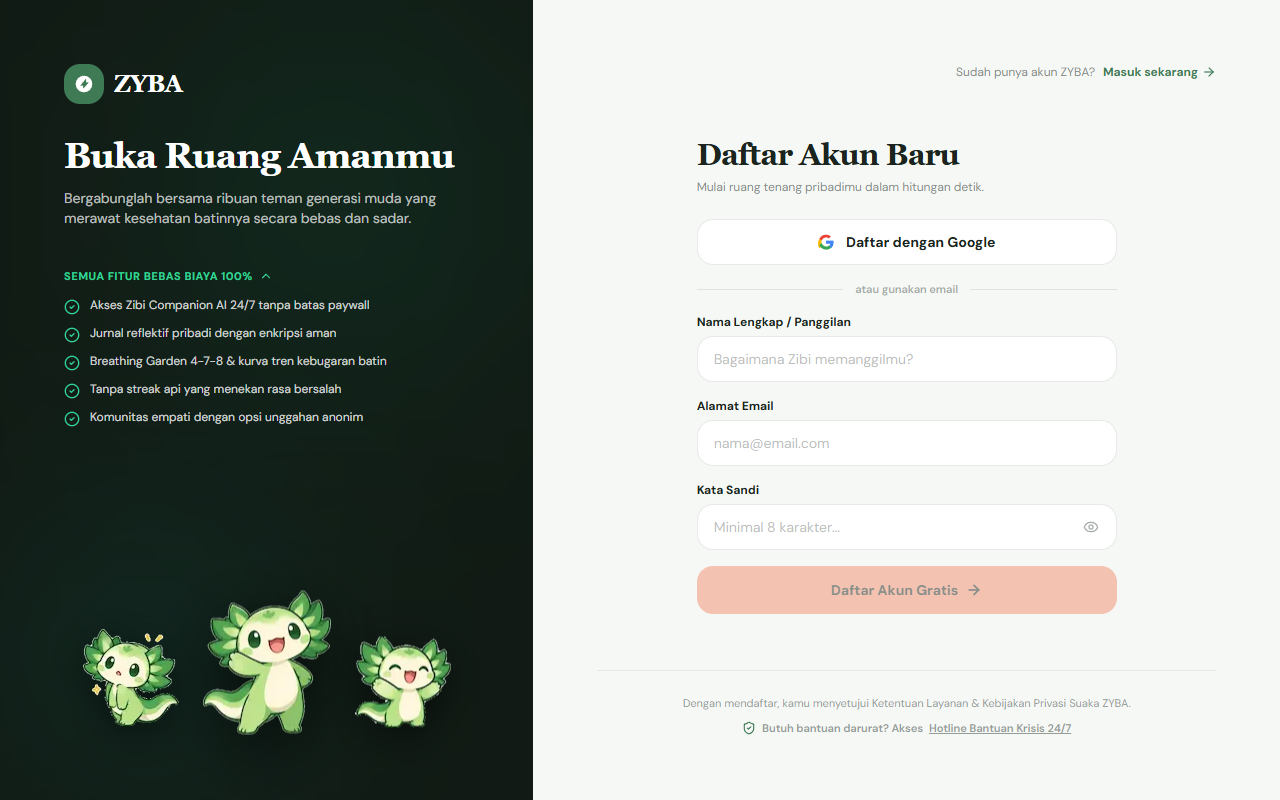 ZYBA
Buka Ruang Amanmu
Bergabunglah bersama ribuan teman generasi muda yang
merawat kesehatan batinnya secara bebas dan sadar.
SEMUA FITUR BEBAS BIAYA 100%
Akses Zibi Companion AI 24/7 tanpa batas paywall
Jurnal reflektif pribadi dengan enkripsi aman
Breathing Garden 4-7-8 & kurva tren kebugaran batin
Tanpa streak api yang menekan rasa bersalah
Komunitas empati dengan opsi unggahan anonim
Sudah punya akun ZYBA? Masuk sekarang
Daftar Akun Baru
Mulai ruang tenang pribadimu dalam hitungan detik.
Daftar dengan Google
atau gunakan email
Nama Lengkap / Panggilan
Bagaimana Zibi memanggilmu?
Alamat Email
nama@email.com
Kata Sandi
Minimal 8 karakter...
Daftar Akun Gratis
Dengan mendaftar, kamu menyetujui Ketentuan Layanan & Kebijakan Privasi Suaka ZYBA.
Butuh bantuan darurat? Akses Hotline Bantuan Krisis 24/7